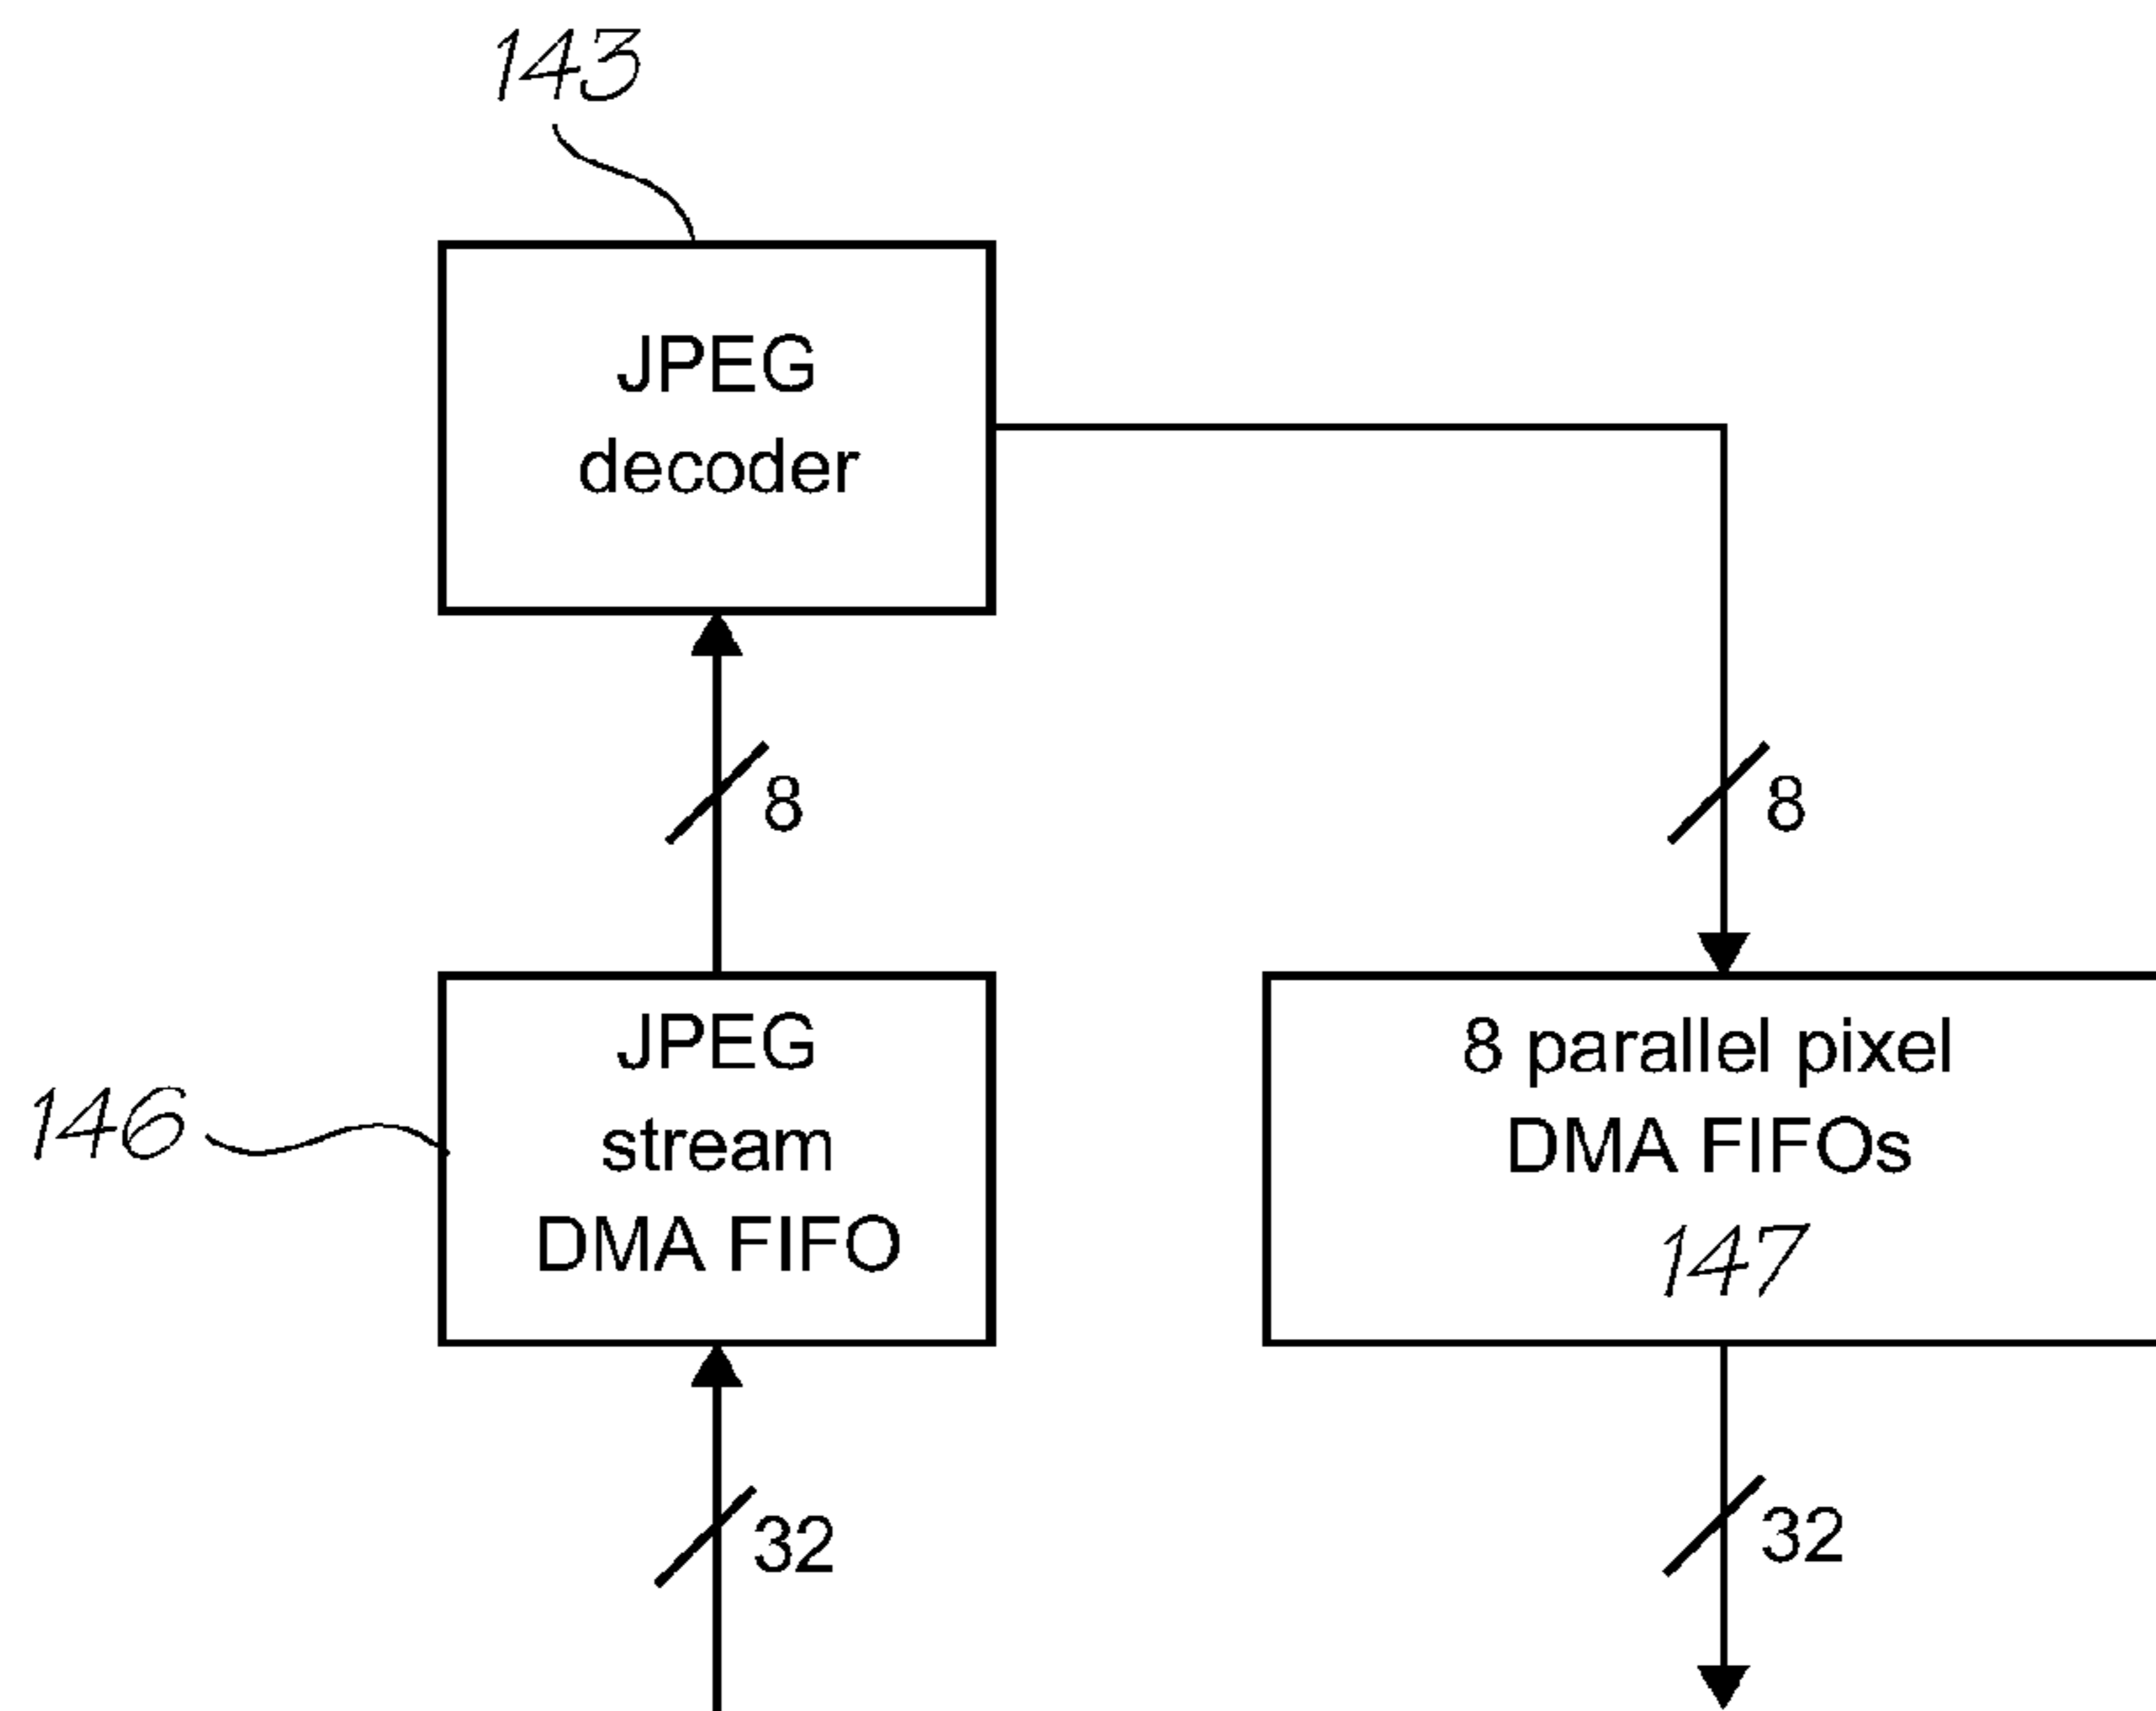 143
JPEG
decoder
8
8
JPEG
stream
DMA FIFO
146
8 parallel pixel
DMA FIFOs
147
32
32